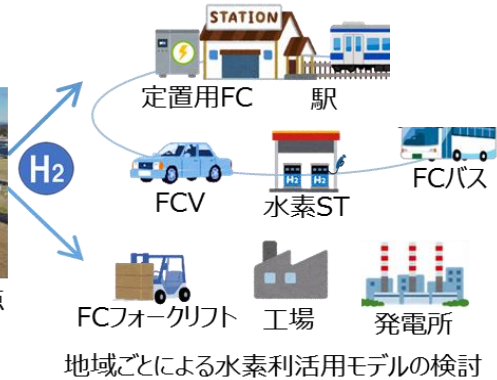 STATION
定置用FC 駅
H2
H2 H2
FCV 水素ST FCバス
FCフォークリフト 工場 発電所
地域ごとによる水素利活用モデルの検討